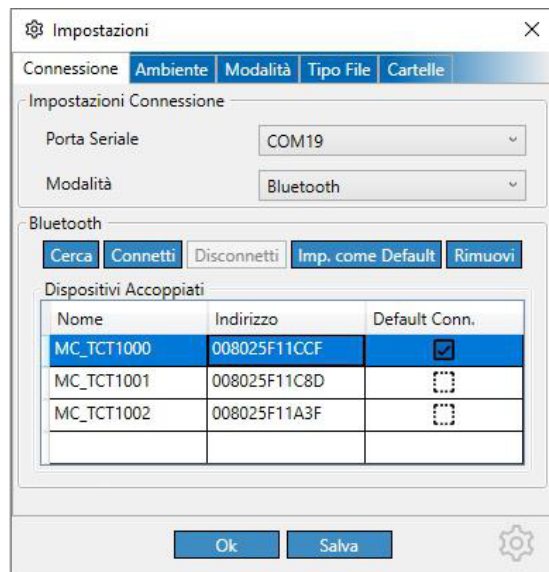 Impostazioni
Connessione Ambiente Modalità Tipo File Cartelle
Impostazioni Connessione
Porta Seriale COM19
Modalità Bluetooth
Bluetooth
Cerca Connetti Disconnetti Imp. come Default Rimuovi
Dispositivi Accoppiati
Nome Indirizzo Default Conn.
MC_TCT1000 008025F11CCF
MC_TCT1001 008025F11C8D
MC_TCT1002 008025F11A3F
Ok Salva